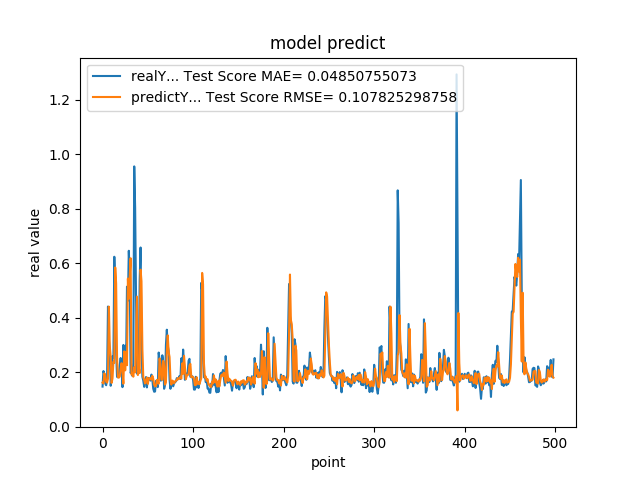 model predict
realY... Test Score MAE= 0.04850755073
predictY... Test Score RMSE= 0.107825298758
1.2
1.0
0.8
0.6
0.4
0.2
0.0
real value
0 100 200 300 400 500
point